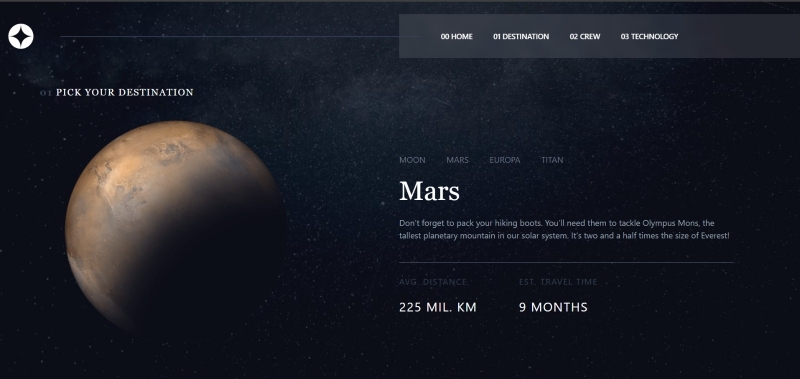 00 HOME 01 DESTINATION 02 CREW 03 TECHNOLOGY
01 PICK YOUR DESTINATION
MOON MARS EUROPA TITAN
Mars
Don't forget to pack your hiking boots. You'll need them to tackle Olympus Mons, the
tallest planetary mountain in our solar system. It's two and a half times the size of Everest!
AVG. DISTANCE EST. TRAVEL TIME
225 MIL. KM 9 MONTHS